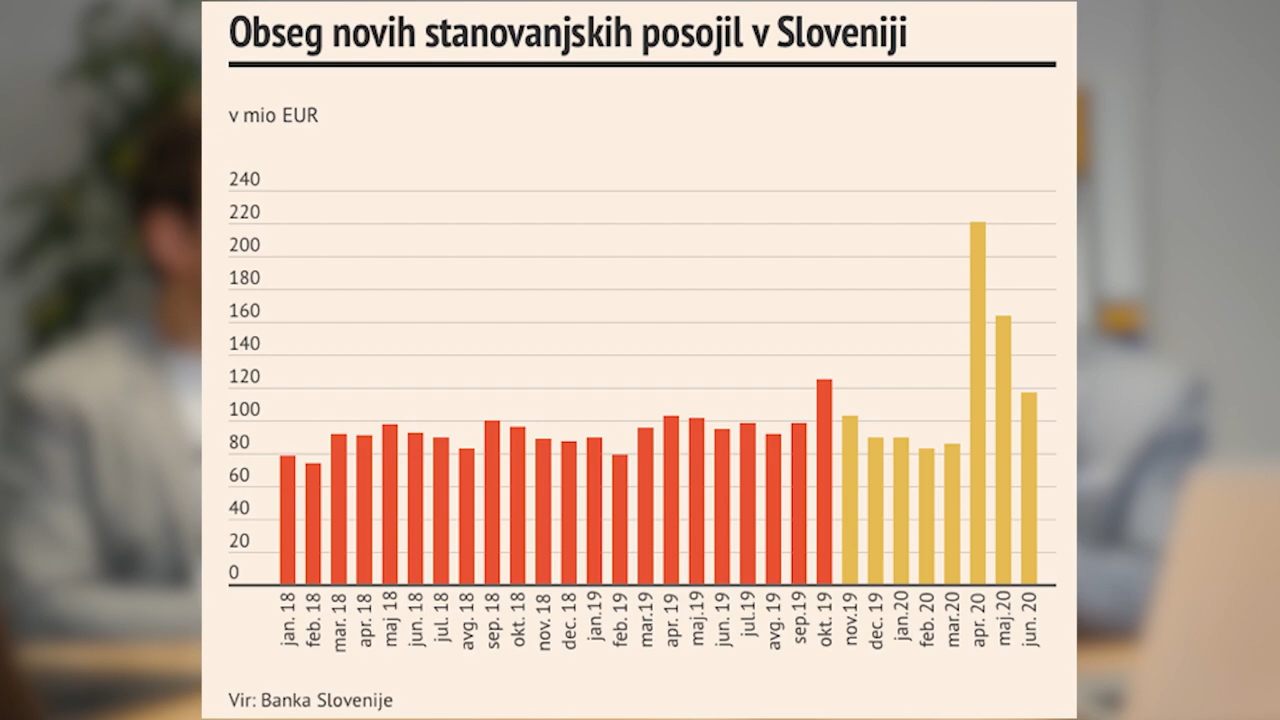 Obseg novih stanovanjskih posojil v Sloveniji
v mio EUR
240
220
200
180
160
140
120
100
80
60
40
20
0
jan. 18
feb. 18
mar. 18
apr. 18
maj 18
jun. 18
jul. 18
avg. 18
sep. 18
okt. 18
nov. 18
dec. 18
jan.19
feb. 19
mar.19
apr. 19
maj.19
jun. 19
jul.19
avg. 19
sep.19
okt. 19
nov.19
dec. 19
jan.20
feb. 20
mar.20
apr. 20
maj.20
jun. 20
Vir: Banka Slovenije